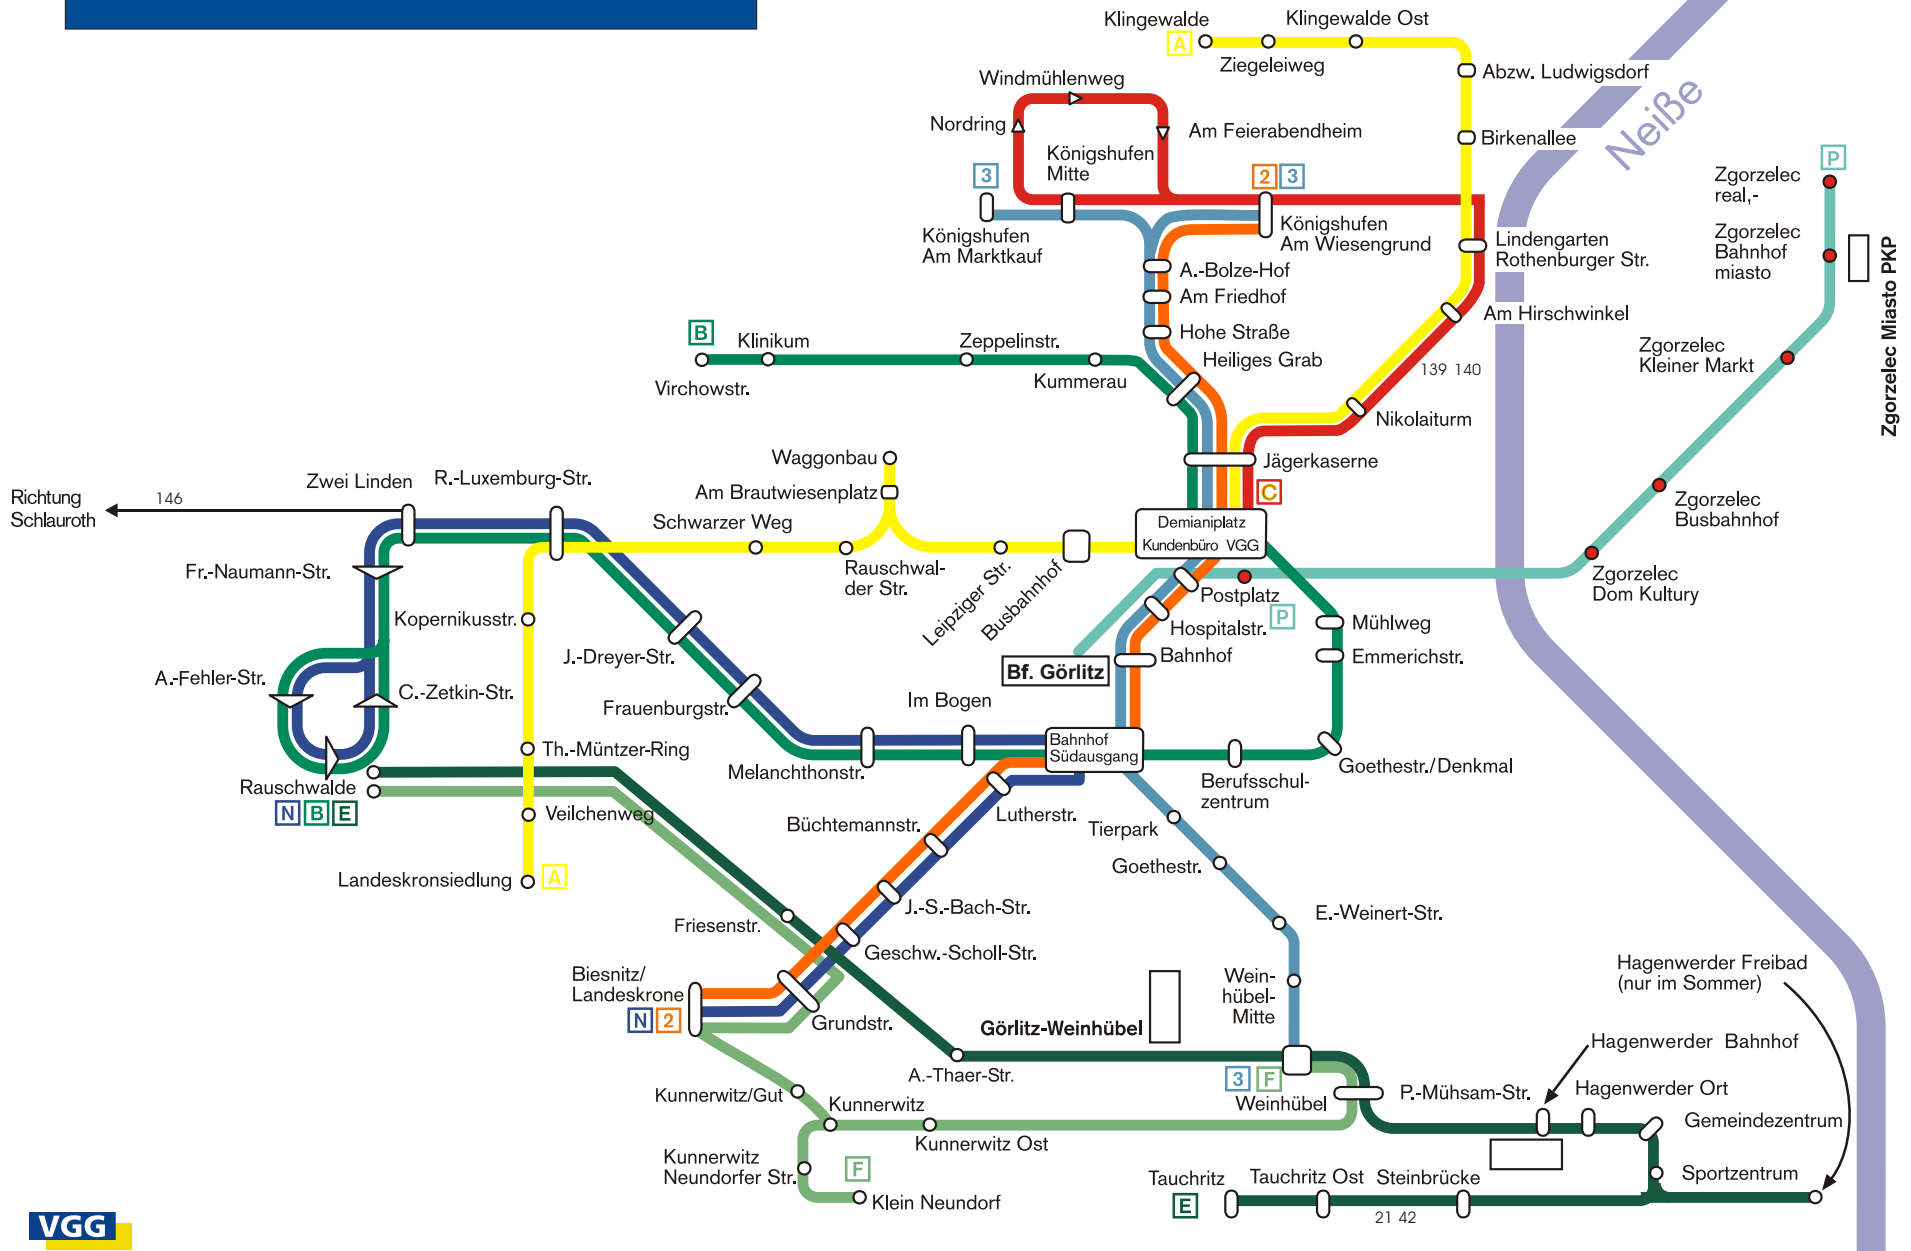 Klingewalde
Klingewalde Ost
A
Ziegeleiweg
Abzw. Ludwigsdorf
Windmühlenweg
Neiße
Nordring
Am Feierabendheim
Birkenallee
Königshufen
Mitte
P
3
2 3
Zgorzelec
real,-
Königshufen
Am Marktkauf
Königshufen
Am Wiesengrund
Lindengarten
Rothenburger Str.
Zgorzelec
Bahnhof
miasto
Zgorzelec Miasto PKP
A.-Bolze-Hof
Am Friedhof
Am Hirschwinkel
B
Klinikum
Zeppelinstr.
Hohe Straße
Heiliges Grab
Zgorzelec
Kleiner Markt
139 140
Virchowstr.
Kummerau
Nikolaiturm
Waggonbau
Jägerkaserne
Zwei Linden
R.-Luxemburg-Str.
Richtung
Schlauroth
146
Am Brautwiesenplatz
C
Zgorzelec
Busbahnhof
Schwarzer Weg
Demianiplatz
Kundenbüro VGG
Fr.-Naumann-Str.
Rauschwal-
der Str.
Leipziger Str.
Busbahnhof
Postplatz
P
Zgorzelec
Dom Kultury
Kopernikusstr.
Hospitalstr.
Mühlweg
J.-Dreyer-Str.
Bahnhof
Emmerichstr.
Bf. Görlitz
A.-Fehler-Str.
C.-Zetkin-Str.
Frauenburgstr.
Im Bogen
Th.-Müntzer-Ring
Bahnhof
Südausgang
Melanchthonstr.
Berufsschul-
zentrum
Goethestr./Denkmal
Rauschwalde
N B E
Veilchenweg
Büchtemannstr.
Lutherstr.
Tierpark
Goethestr.
Landeskronsiedlung
A
Friesenstr.
J.-S.-Bach-Str.
E.-Weinert-Str.
Geschw.-Scholl-Str.
Biesnitz/
Landeskrone
N 2
Grundstr.
Wein-
hübel-
Mitte
Hagenwerder Freibad
(nur im Sommer)
Görlitz-Weinhübel
Hagenwerder Bahnhof
A.-Thaer-Str.
3 F
Weinhübel
P.-Mühsam-Str.
Hagenwerder Ort
Kunnerwitz/Gut
Kunnerwitz
Gemeindezentrum
Kunnerwitz Ost
Kunnerwitz
Neundorfer Str.
F
Klein Neundorf
Tauchritz
E
Tauchritz Ost
Steinbrücke
21 42
Sportzentrum
VGG